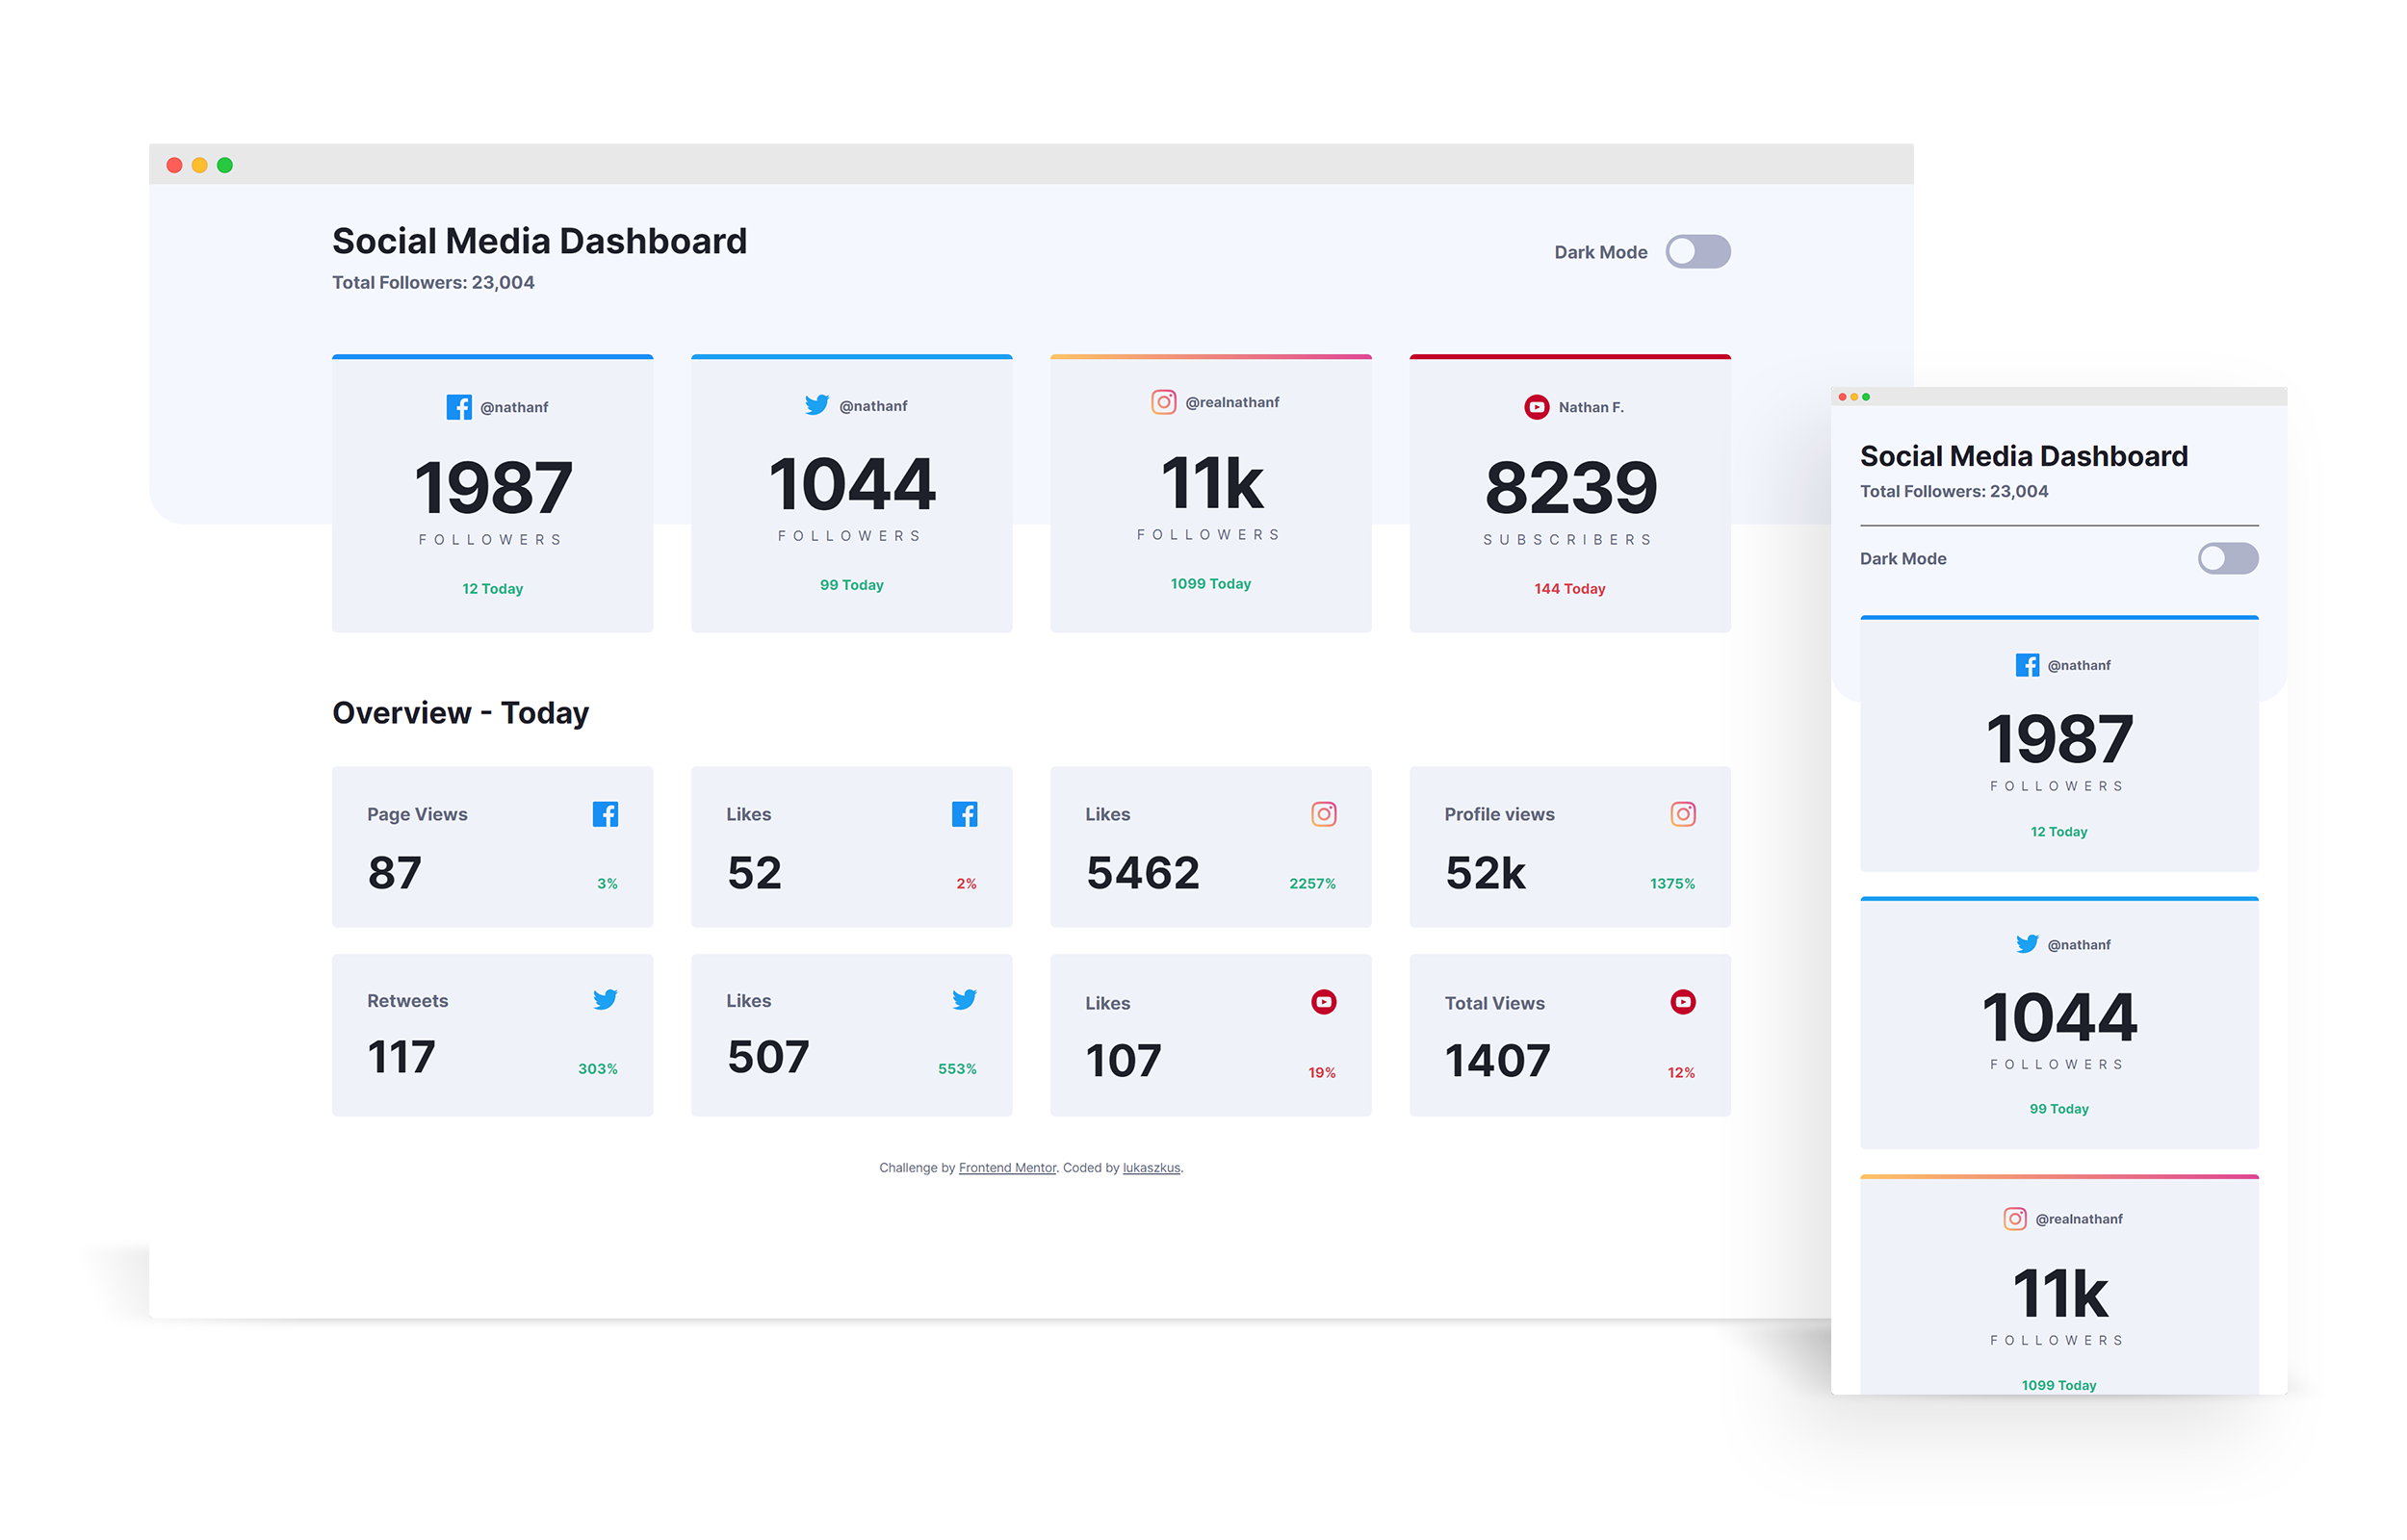 Social Media Dashboard
Total Followers: 23,004
Dark Mode
@nathanf
1987
FOLLOWERS
12 Today
@nathanf
1044
FOLLOWERS
99 Today
@realnathanf
11k
FOLLOWERS
1099 Today
Nathan F.
8239
SUBSCRIBERS
144 Today
Overview - Today
Page Views
87
3%
Likes
52
2%
Likes
5462
2257%
Profile views
52k
1375%
Retweets
117
303%
Likes
507
553%
Likes
107
19%
Total Views
1407
12%
Challenge by Frontend Mentor. Coded by lukaszkus.
Social Media Dashboard
Total Followers: 23,004
Dark Mode
@nathanf
1987
FOLLOWERS
12 Today
@nathanf
1044
FOLLOWERS
99 Today
@realnathanf
11k
FOLLOWERS
1099 Today